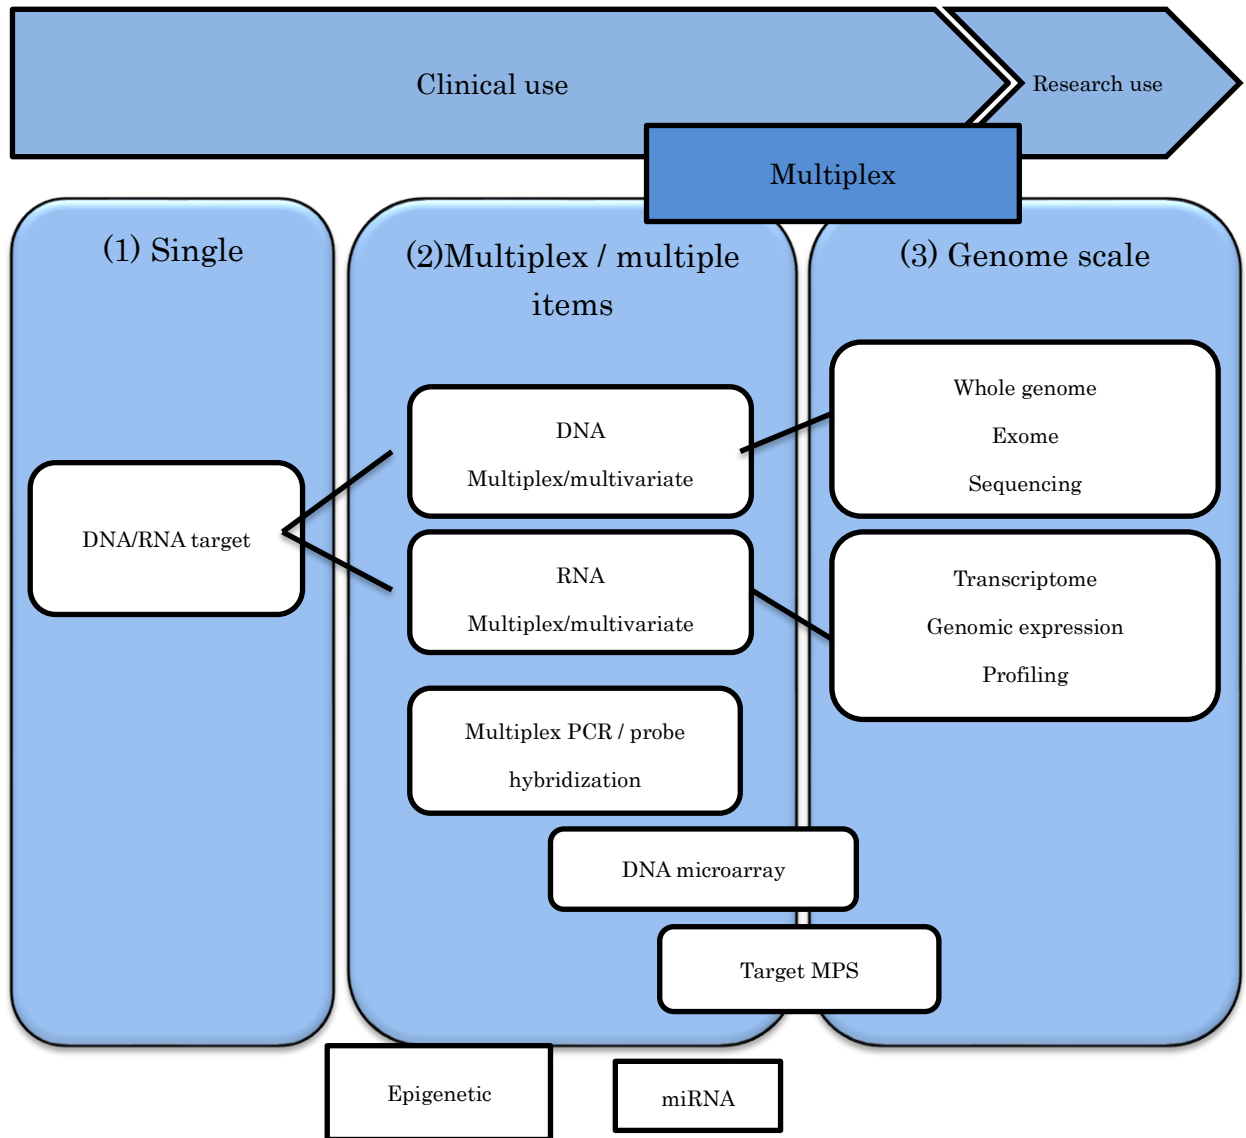 Clinical use
Research use
Multiplex
(1) Single
(2)Multiplex / multiple
items
(3) Genome scale
DNA/RNA target
DNA
Multiplex/multivariate
RNA
Multiplex/multivariate
Multiplex PCR / probe
hybridization
DNA microarray
Target MPS
Whole genome
Exome
Sequencing
Transcriptome
Genomic expression
Profiling
Epigenetic
miRNA